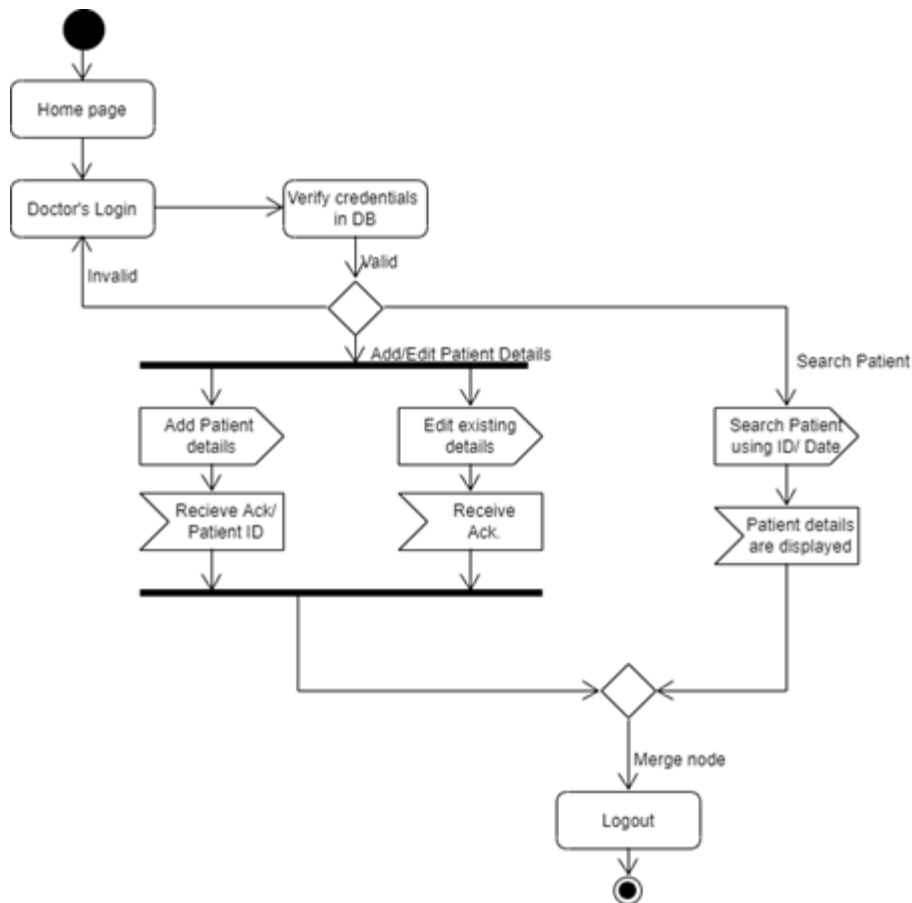 Home page
Doctor's Login
Verify credentials
in DB
Valid
Invalid
Add/Edit Patient Details
Search Patient
Add Patient
details
Edit existing
details
Search Patient
using ID/ Date
Recieve Ack/
Patient ID
Receive
Ack.
Patient details
are displayed
Merge node
Logout